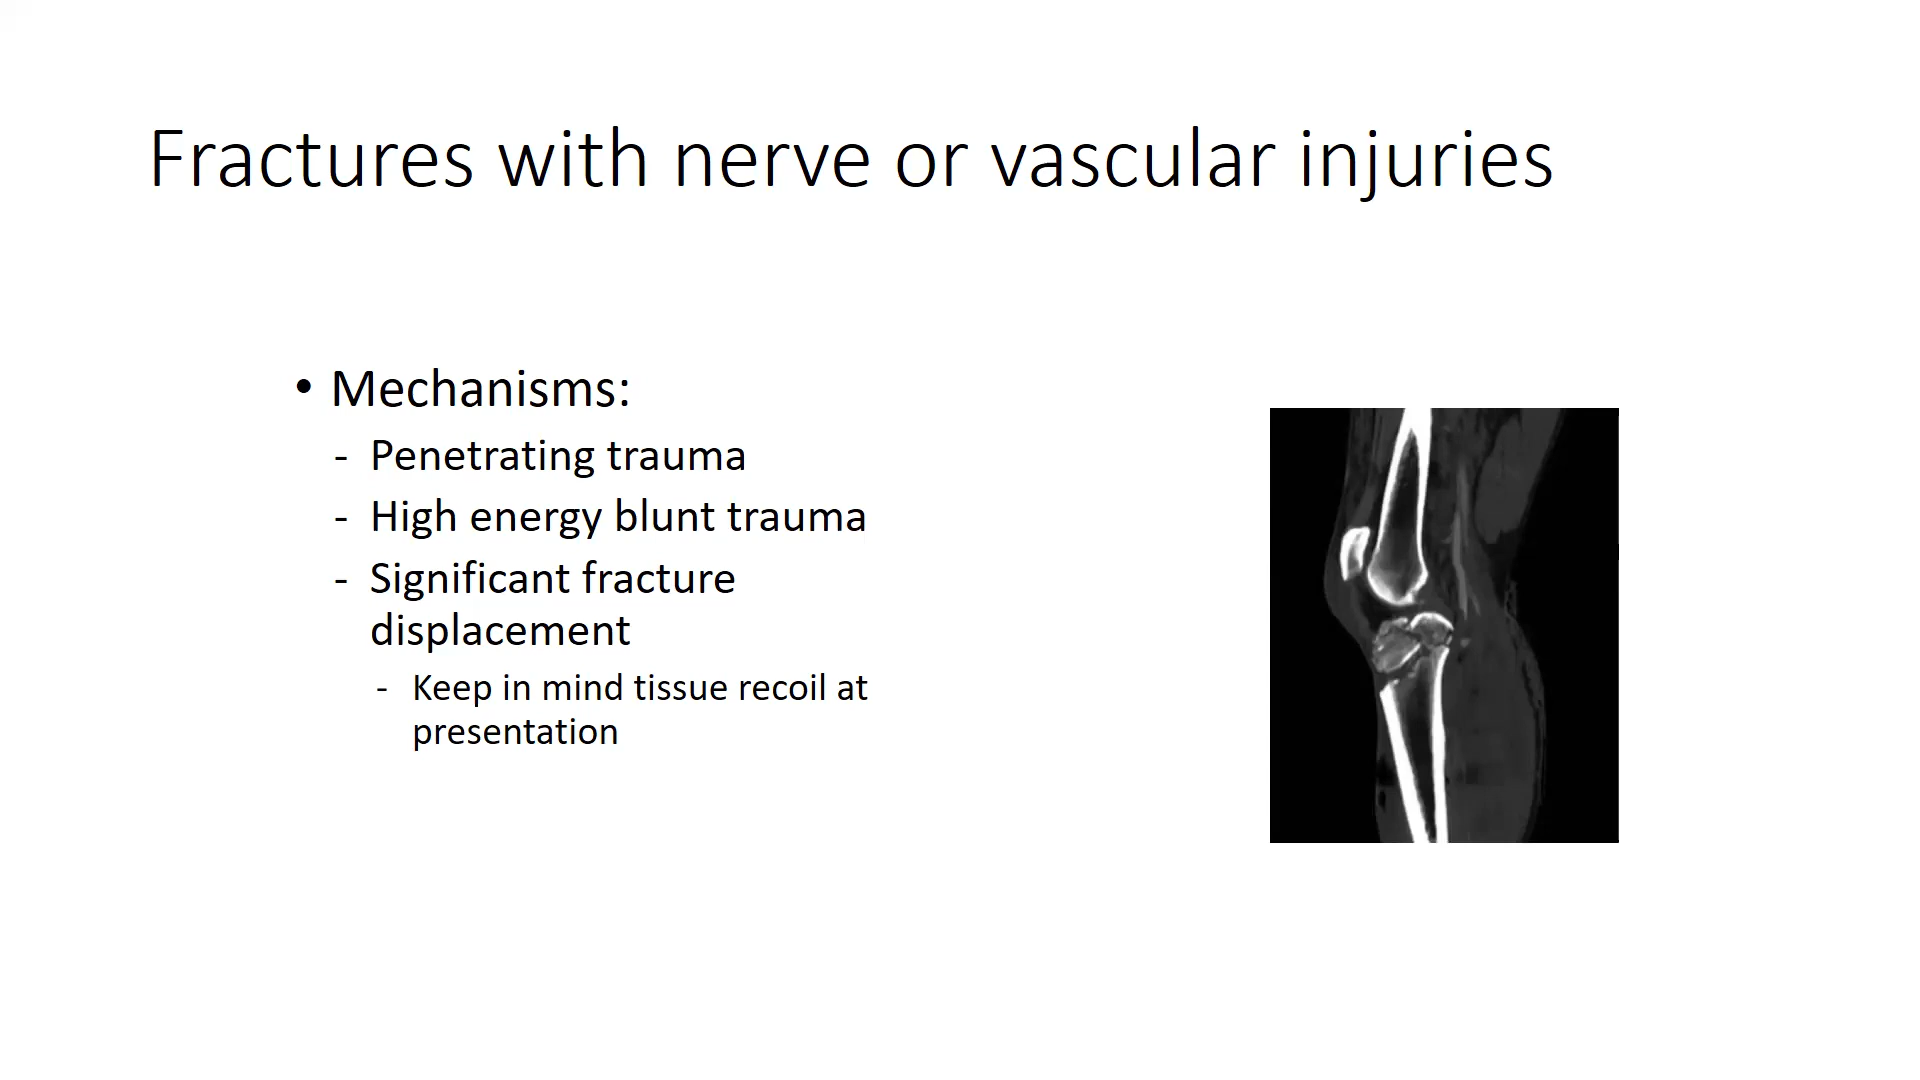 Fractures with nerve or vascular injuries
• Mechanisms:
- Penetrating trauma
- High energy blunt trauma
- Significant fracture
displacement
- Keep in mind tissue recoil at
presentation